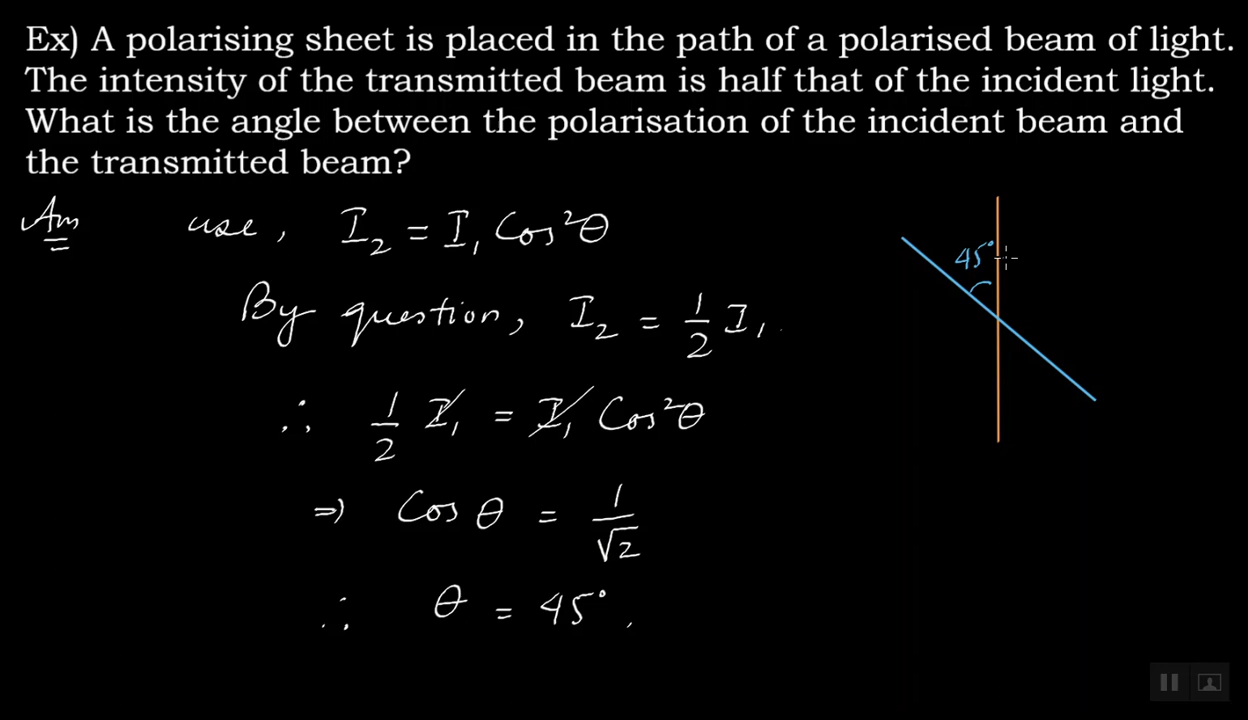 Ex) A polarising sheet is placed in the path of a polarised beam of light.
The intensity of the transmitted beam is half that of the incident light.
What is the angle between the polarisation of the incident beam and
the transmitted beam?
Ans use, I₂ = I₁ Cos²θ
45°
By question, I₂ = 1/2 I₁.
∴ 1/2 I₁ = I₁ Cos²θ
⇒ Cos θ = 1/√2
∴ θ = 45°.